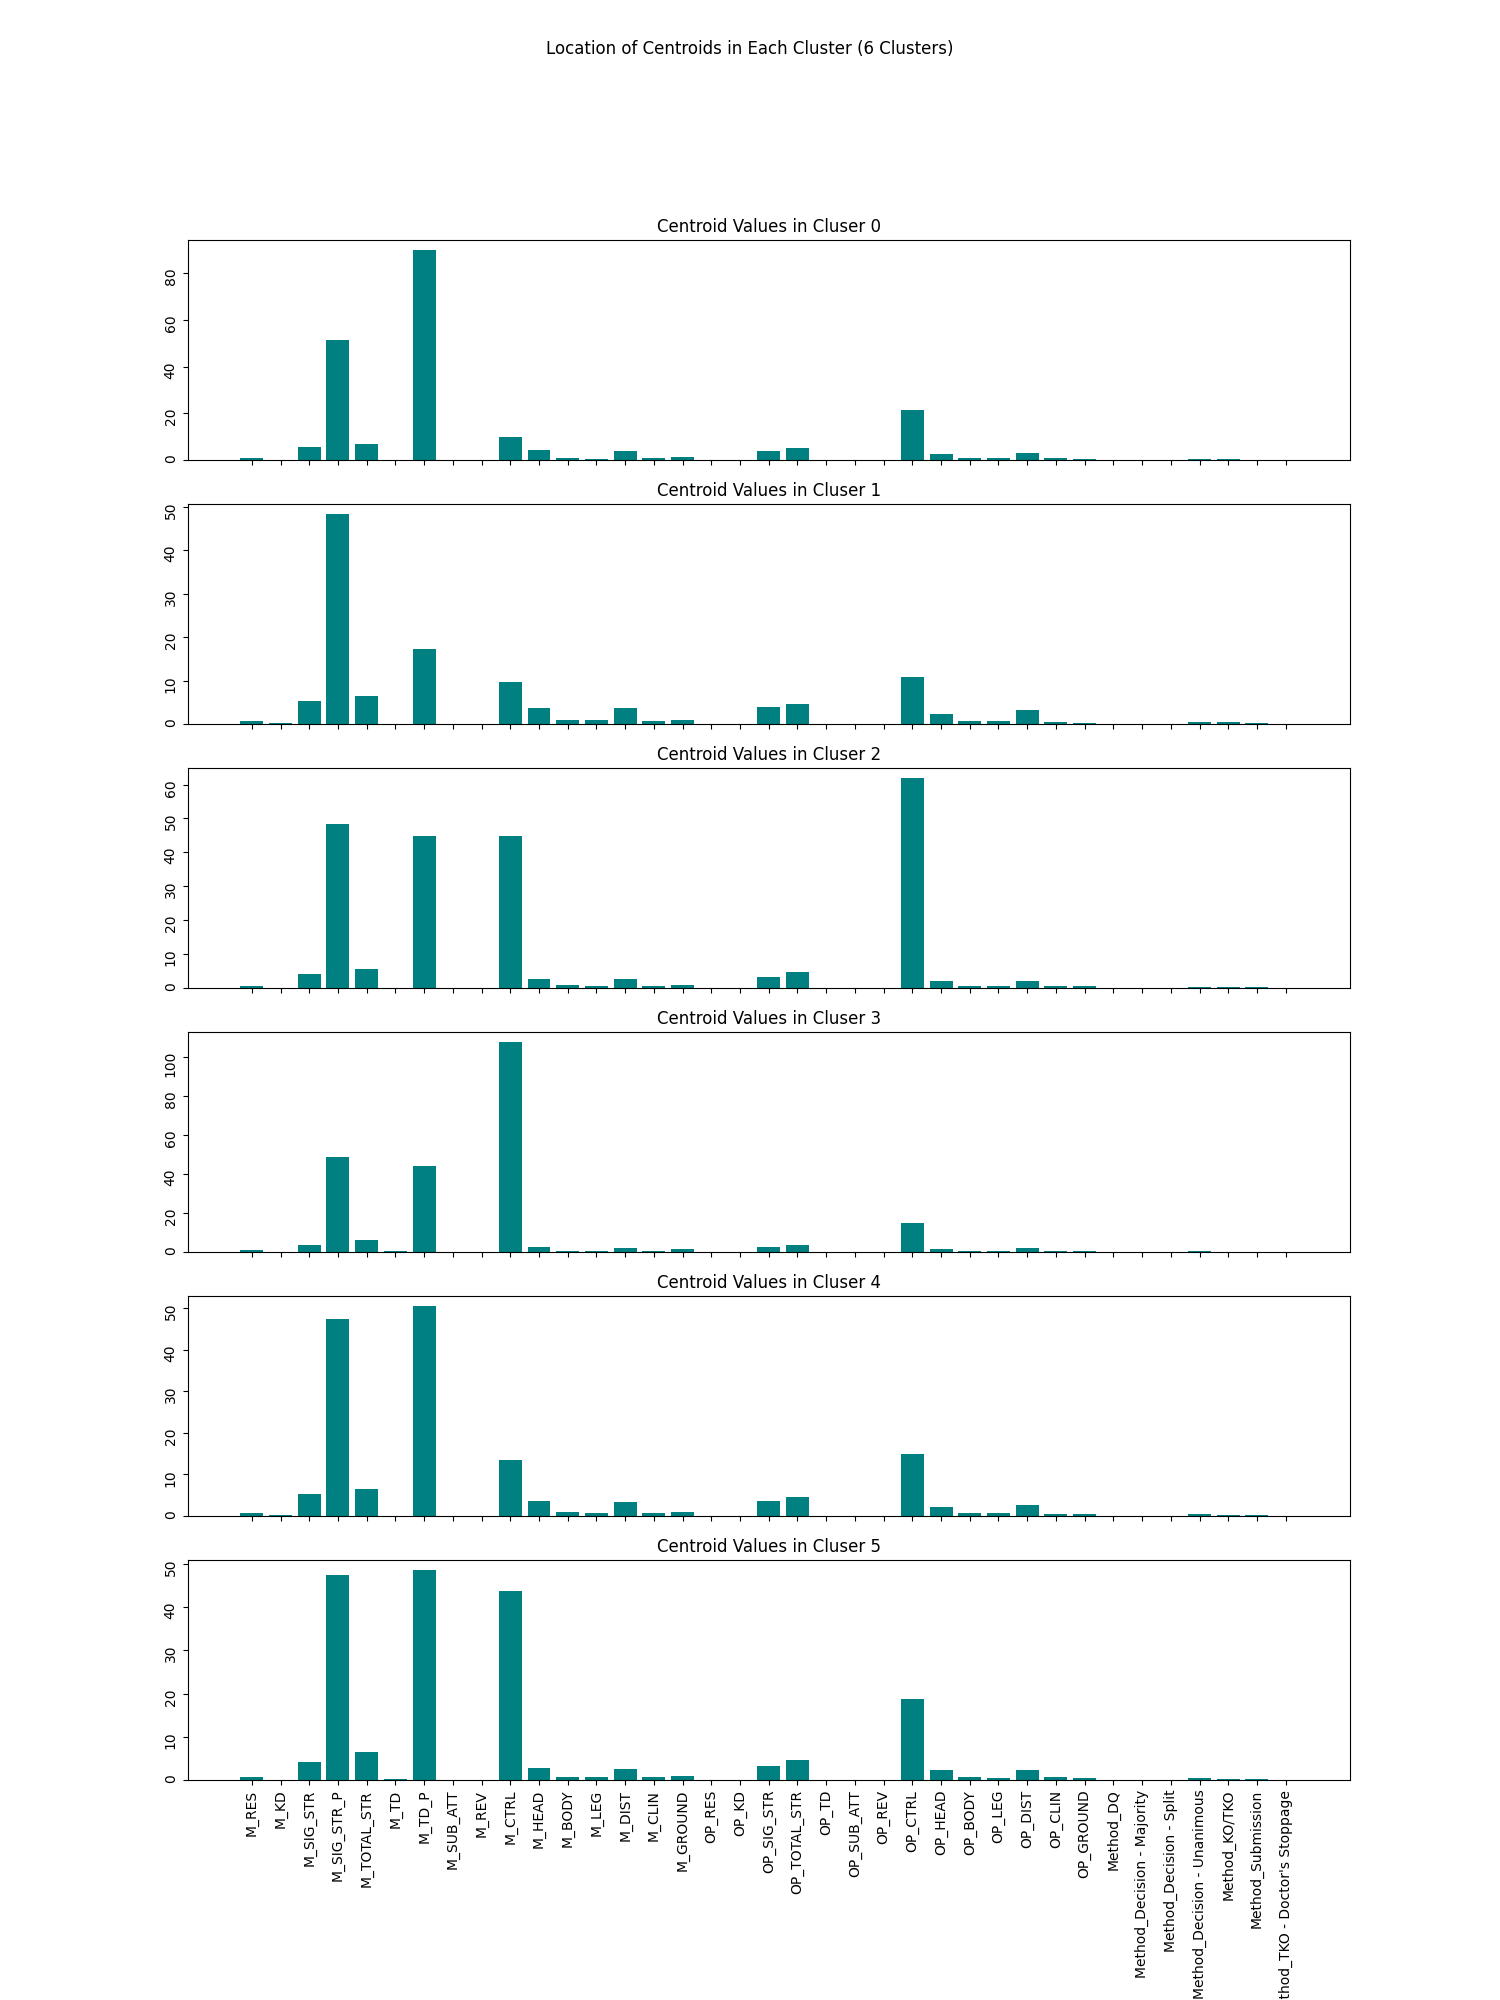 Location of Centroids in Each Cluster (6 Clusters)
Centroid Values in Cluser 0
80
60
40
20
0
Centroid Values in Cluser 1
50
40
30
20
10
0
Centroid Values in Cluser 2
60
50
40
30
20
10
0
Centroid Values in Cluser 3
100
80
60
40
20
0
Centroid Values in Cluser 4
50
40
30
20
10
0
Centroid Values in Cluser 5
50
40
30
20
10
0
M_RES
M_KD
M_SIG_STR
M_SIG_STR_P
M_TOTAL_STR
M_TD
M_TD_P
M_SUB_ATT
M_REV
M_CTRL
M_HEAD
M_BODY
M_LEG
M_DIST
M_CLIN
M_GROUND
OP_RES
OP_KD
OP_SIG_STR
OP_TOTAL_STR
OP_TD
OP_SUB_ATT
OP_REV
OP_CTRL
OP_HEAD
OP_BODY
OP_LEG
OP_DIST
OP_CLIN
OP_GROUND
Method_DQ
Method_Decision - Majority
Method_Decision - Split
Method_Decision - Unanimous
Method_KO/TKO
Method_Submission
thod_TKO - Doctor's Stoppage